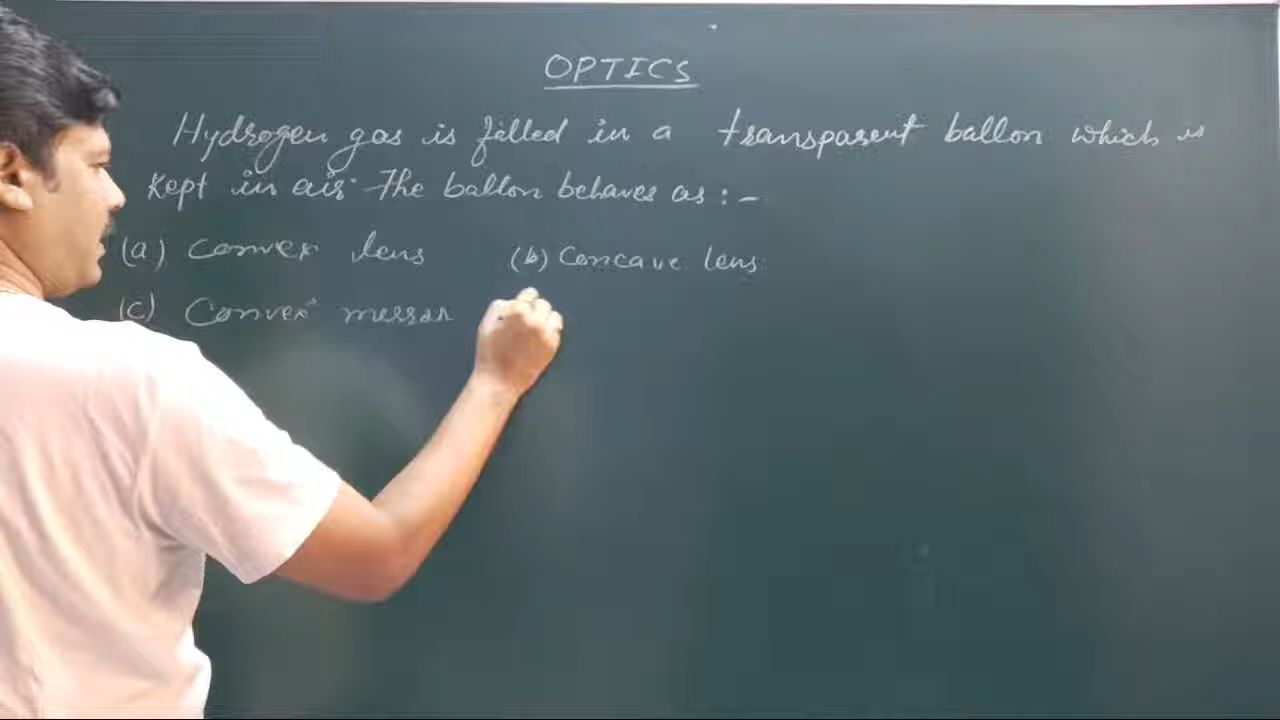 OPTICS
Hydrogen gas is filled in a transparent ballon which is
kept in air. The ballon behaves as : -
(a) Convex lens (b) Concave lens
(c) Convex mirror